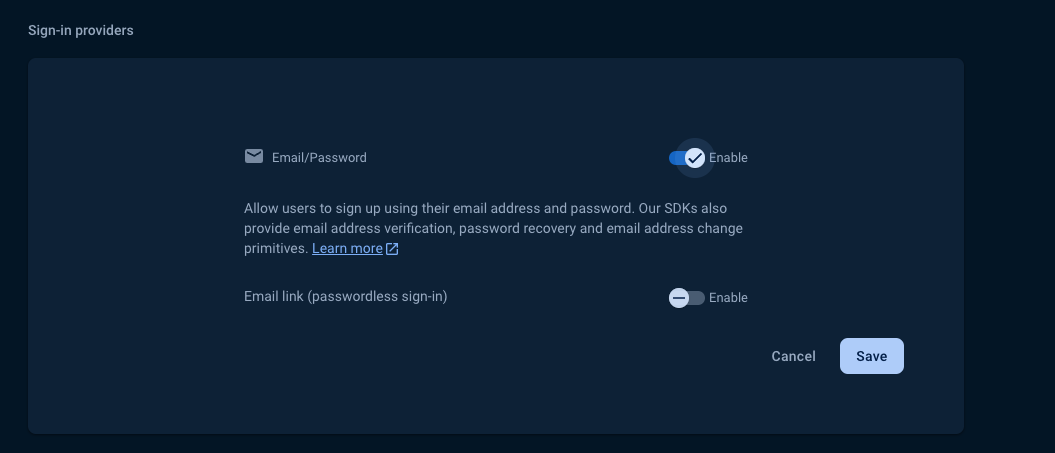 Sign-in providers
Email/Password
Enable
Allow users to sign up using their email address and password. Our SDKs also
provide email address verification, password recovery and email address change
primitives. Learn more
Email link (passwordless sign-in)
Enable
Cancel
Save